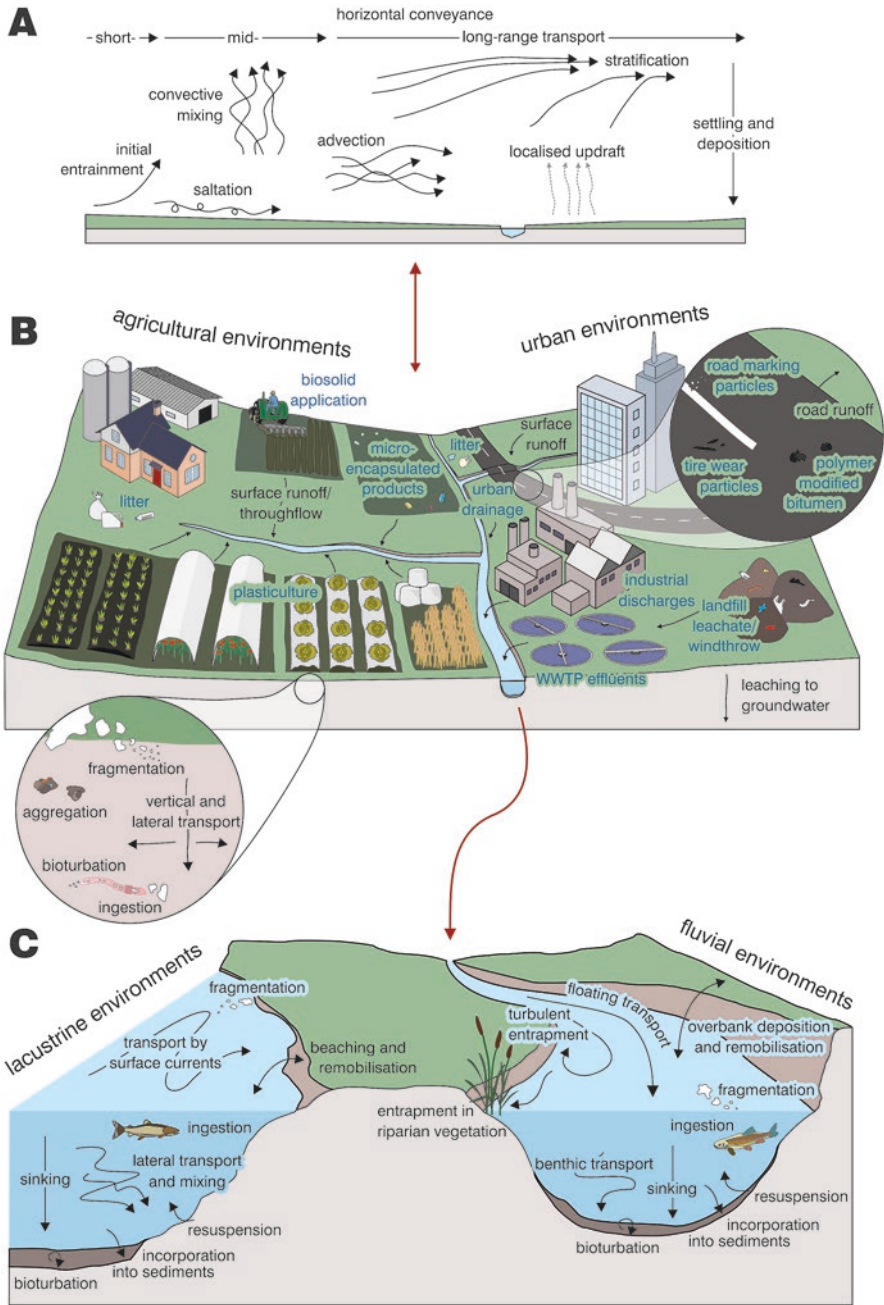 A
horizontal conveyance
short-
mid-
long-range transport
stratification
convective
mixing
settling and
deposition
advection
localised updraft
initial
entrainment
saltation
B
agricultural environments
urban environments
road marking
particles
road runoff
biosolid
application
litter
surface
runoff
micro-
encapsulated
products
tire wear
particles
polymer
modified
bitumen
litter
surface runoff/
throughflow
urban
drainage
plasticulture
industrial
discharges
landfill
leachate/
windthrow
WWTP effluents
leaching to
groundwater
fragmentation
aggregation
vertical and
lateral transport
bioturbation
ingestion
C
lacustrine environments
fluvial environments
fragmentation
floating transport
turbulent
entrapment
transport by
surface currents
beaching and
remobilisation
overbank deposition
and remobilisation
fragmentation
entrapment in
riparian vegetation
ingestion
ingestion
sinking
lateral transport
and mixing
benthic transport
sinking
resuspension
resuspension
incorporation
into sediments
bioturbation
incorporation
into sediments
bioturbation